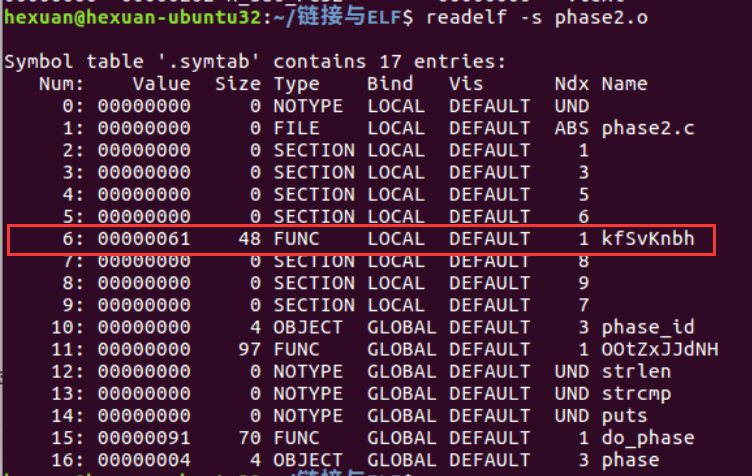 hexuan@hexuan-ubuntu32:~/链接与ELF$ readelf -s phase2.o
Symbol table '.symtab' contains 17 entries:
Num: Value Size Type Bind Vis Ndx Name
0: 00000000 0 NOTYPE LOCAL DEFAULT UND
1: 00000000 0 FILE LOCAL DEFAULT ABS phase2.c
2: 00000000 0 SECTION LOCAL DEFAULT 1
3: 00000000 0 SECTION LOCAL DEFAULT 3
4: 00000000 0 SECTION LOCAL DEFAULT 5
5: 00000000 0 SECTION LOCAL DEFAULT 6
6: 00000061 48 FUNC LOCAL DEFAULT 1 kfSvKnbh
7: 00000000 0 SECTION LOCAL DEFAULT 8
8: 00000000 0 SECTION LOCAL DEFAULT 9
9: 00000000 0 SECTION LOCAL DEFAULT 7
10: 00000000 4 OBJECT GLOBAL DEFAULT 3 phase_id
11: 00000000 97 FUNC GLOBAL DEFAULT 1 OOtZxJJdNH
12: 00000000 0 NOTYPE GLOBAL DEFAULT UND strlen
13: 00000000 0 NOTYPE GLOBAL DEFAULT UND strcmp
14: 00000000 0 NOTYPE GLOBAL DEFAULT UND puts
15: 00000091 70 FUNC GLOBAL DEFAULT 1 do_phase
16: 00000004 4 OBJECT GLOBAL DEFAULT 3 phase